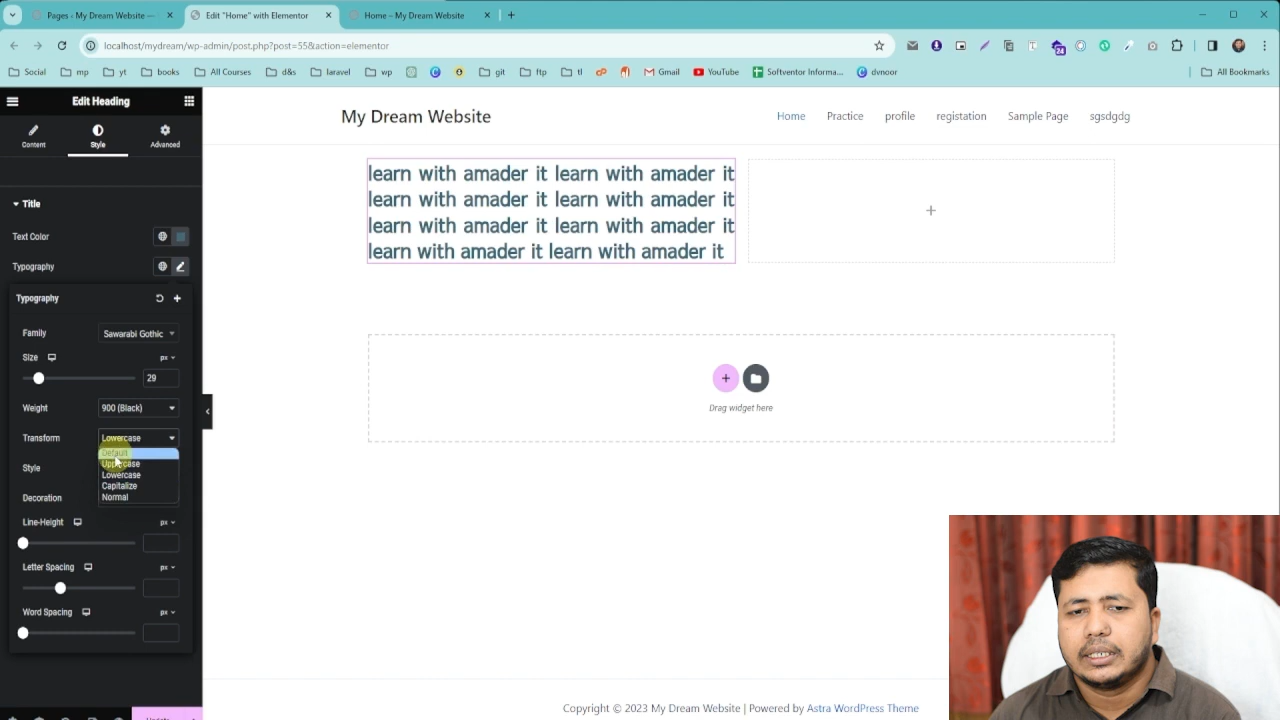 Pages ‹ My Dream Website —
Edit "Home" with Elementor
Home – My Dream Website
localhost/mydream/wp-admin/post.php?post=55&action=elementor
24
Social
mp
yt
books
All Courses
d&s
laravel
wp
git
ftp
tl
Gmail
YouTube
Softventor Informa...
dvnoor
All Bookmarks
Edit Heading
Content
Style
Advanced
Title
Text Color
Typography
Typography
Family
Sawarabi Gothic
Size
px
29
Weight
900 (Black)
Transform
Lowercase
Default
Uppercase
Lowercase
Capitalize
Normal
Style
Decoration
Line-Height
px
Letter Spacing
px
Word Spacing
px
Update
My Dream Website
Home
Practice
profile
registation
Sample Page
sgsdgdg
learn with amader it learn with amader it
learn with amader it learn with amader it
learn with amader it learn with amader it
learn with amader it learn with amader it
Drag widget here
Copyright © 2023 My Dream Website | Powered by Astra WordPress Theme